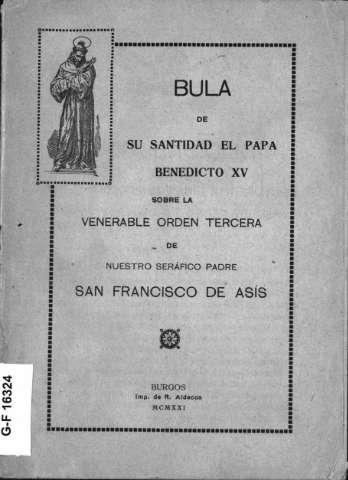 BULA
DE
SU SANTIDAD EL PAPA
BENEDICTO XV
SOBRE LA
VENERABLE ORDEN TERCERA
DE
NUESTRO SERÁFICO PADRE
SAN FRANCISCO DE ASÍS
BURGOS
Imp. de R. Aldecoa
MCMXXI
G-F 16324